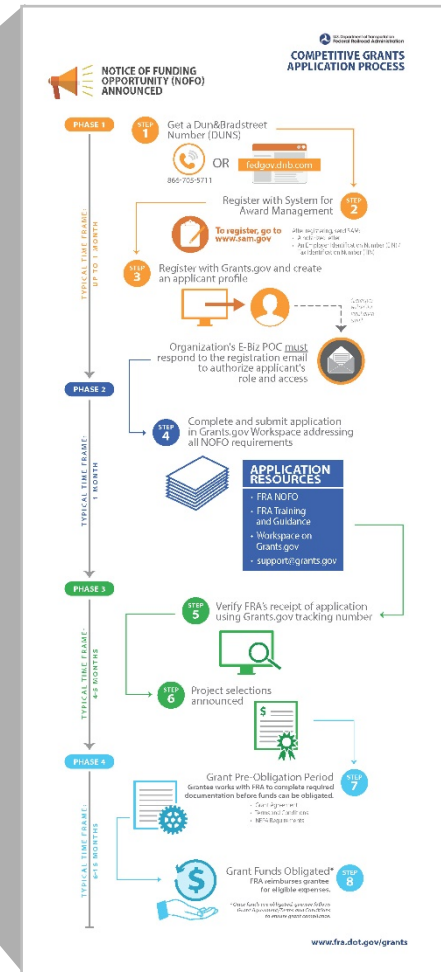 U.S. Department of Transportation
Federal Railroad Administration
COMPETITIVE GRANTS
APPLICATION PROCESS
NOTICE OF FUNDING
OPPORTUNITY (NOFO)
ANNOUNCED
PHASE 1
TYPICAL TIME FRAME:
UP TO 1 MONTH
STEP
1
Get a Dun&Bradstreet
Number (DUNS)
866-705-5711
OR
fedgov.dnb.com
Register with System for
Award Management
STEP
2
To register, go to
www.sam.gov
STEP
3
Register with Grants.gov and create
an applicant profile
Organization's E-Biz POC must
respond to the registration email
to authorize applicant's
role and access
PHASE 2
TYPICAL TIME FRAME:
1 MONTH
STEP
4
Complete and submit application
in Grants.gov Workspace addressing
all NOFO requirements
APPLICATION
RESOURCES
• FRA NOFO
• FRA Training
and Guidance
• Workspace on
Grants.gov
• support@grants.gov
PHASE 3
TYPICAL TIME FRAME:
MONTHS
STEP
5
Verify FRA's receipt of application
using Grants.gov tracking number
STEP
6
Project selections
announced
$
PHASE 4
TYPICAL TIME FRAME:
MONTHS
Grant Pre-Obligation Period
STEP
7
Grantee works with FRA to complete required
documentation before funds can be obligated.
- Grant Agreement
- Terms and Conditions
- NEPA Requirements
$
Grant Funds Obligated*
STEP
8
FRA reimburses grantee
for eligible expenses.
www.fra.dot.gov/grants